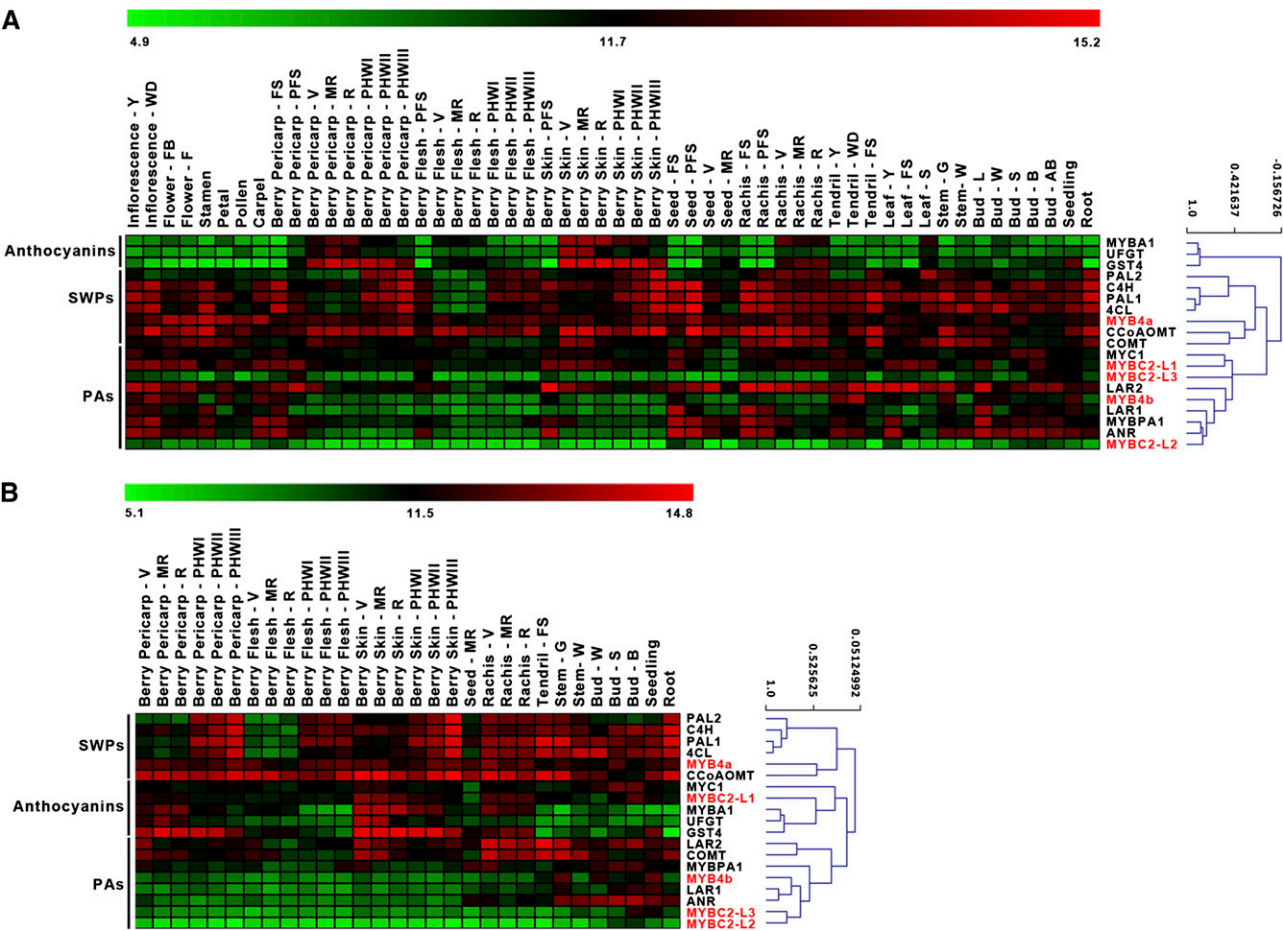 A
4.9 11.7 15.2
Inflorescence - Y
Inflorescence - WD
Flower - FB
Flower - F
Stamen
Petal
Pollen
Carpel
Berry Pericarp - FS
Berry Pericarp - PFS
Berry Pericarp - V
Berry Pericarp - MR
Berry Pericarp - R
Berry Pericarp - PHWI
Berry Pericarp - PHWII
Berry Pericarp - PHWIII
Berry Flesh - PFS
Berry Flesh - V
Berry Flesh - MR
Berry Flesh - R
Berry Flesh - PHWI
Berry Flesh - PHWII
Berry Flesh - PHWIII
Berry Skin - PFS
Berry Skin - V
Berry Skin - MR
Berry Skin - R
Berry Skin - PHWI
Berry Skin - PHWII
Berry Skin - PHWIII
Seed - FS
Seed - PFS
Seed - V
Seed - MR
Rachis - FS
Rachis - PFS
Rachis - V
Rachis - MR
Rachis - R
Tendril - Y
Tendril - WD
Tendril - FS
Leaf - Y
Leaf - FS
Leaf - S
Stem - G
Stem- W
Bud - L
Bud - W
Bud - S
Bud - B
Bud - AB
Seedling
Root
1.0
0.421637
-0.156726
Anthocyanins
SWPs
PAs
MYBA1
UFGT
GST4
PAL2
C4H
PAL1
4CL
MYB4a
CCoAOMT
COMT
MYC1
MYBC2-L1
MYBC2-L3
LAR2
MYB4b
LAR1
MYBPA1
ANR
MYBC2-L2
B
5.1 11.5 14.8
Berry Pericarp - V
Berry Pericarp - MR
Berry Pericarp - R
Berry Pericarp - PHWI
Berry Pericarp - PHWII
Berry Pericarp - PHWIII
Berry Flesh - V
Berry Flesh - MR
Berry Flesh - R
Berry Flesh - PHWI
Berry Flesh - PHWII
Berry Flesh - PHWIII
Berry Skin - V
Berry Skin - MR
Berry Skin - R
Berry Skin - PHWI
Berry Skin - PHWII
Berry Skin - PHWIII
Seed - MR
Rachis - V
Rachis - MR
Rachis - R
Tendril - FS
Stem - G
Stem- W
Bud - W
Bud - S
Bud - B
Seedling
Root
1.0
0.525625
0.05124992
SWPs
Anthocyanins
PAs
PAL2
C4H
PAL1
4CL
MYB4a
CCoAOMT
MYC1
MYBC2-L1
MYBA1
UFGT
GST4
LAR2
COMT
MYBPA1
MYB4b
LAR1
ANR
MYBC2-L3
MYBC2-L2